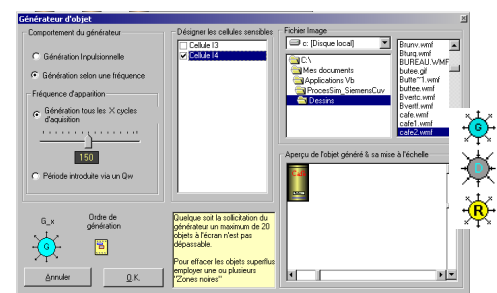 Générateur d'objet
Comportement du générateur
Génération Inpulsionnelle
Génération selon une fréquence
Fréquence d'apparition
Génération tous les X cycles
d'aquisition
150
Période introduite via un Qw
G_x
Ordre de
génération
G
Annuler
O.K.
Désigner les cellules sensibles
Cellule I3
Cellule I4
Quelque soit la sollicitation du
générateur un maximum de 20
objets à l'écran n'est pas
dépassable.
Pour effacer les objets superflus
employer une ou plusieurs
"Zones noires"
Fichier Image
c: [Disque local]
C:\
Mes documents
Applications Vb
ProcesSim_SiemensCuv
Dessins
Brunv.wmf
Bturq.wmf
BUREAU.WMF
butee.gif
Butte~1.wmf
buttee.wmf
Bvertc.wmf
Bvertf.wmf
cafe.wmf
cafe1.wmf
cafe2.wmf
Aperçu de l'objet généré & sa mise à l'échelle
Café
G
R